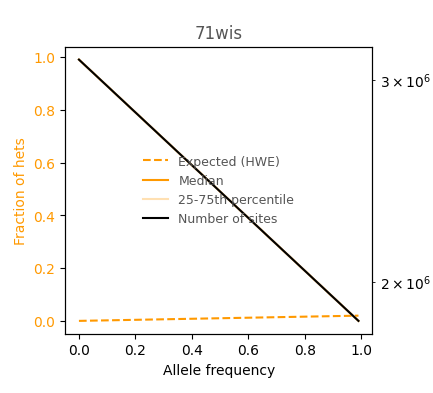 71wis
Fraction of hets
1.0
0.8
0.6
0.4
0.2
0.0
Expected (HWE)
Median
25-75th percentile
Number of sites
3 × 10⁶
2 × 10⁶
0.0 0.2 0.4 0.6 0.8 1.0
Allele frequency